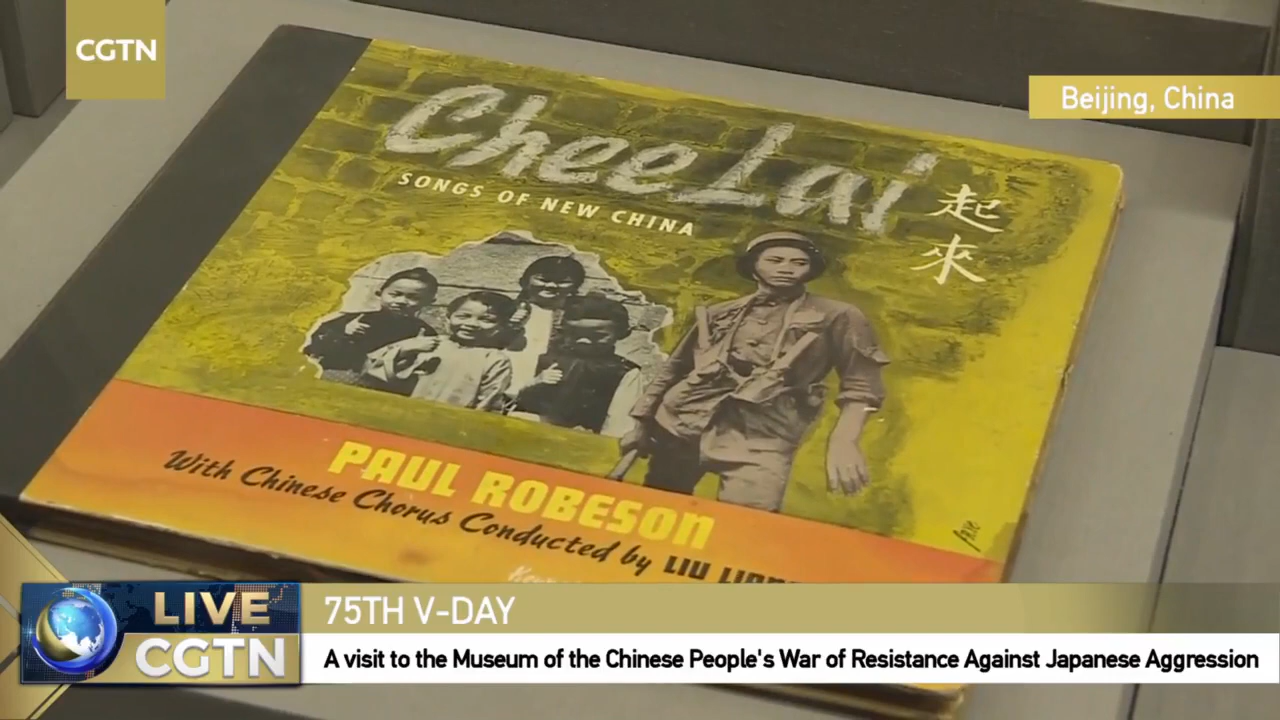 CGTN
Beijing, China
Chee Lai
起
來
SONGS OF NEW CHINA
PAUL ROBESON
With Chinese Chorus Conducted by LIU
LIVE
CGTN
75TH V-DAY
A visit to the Museum of the Chinese People's War of Resistance Against Japanese Aggression